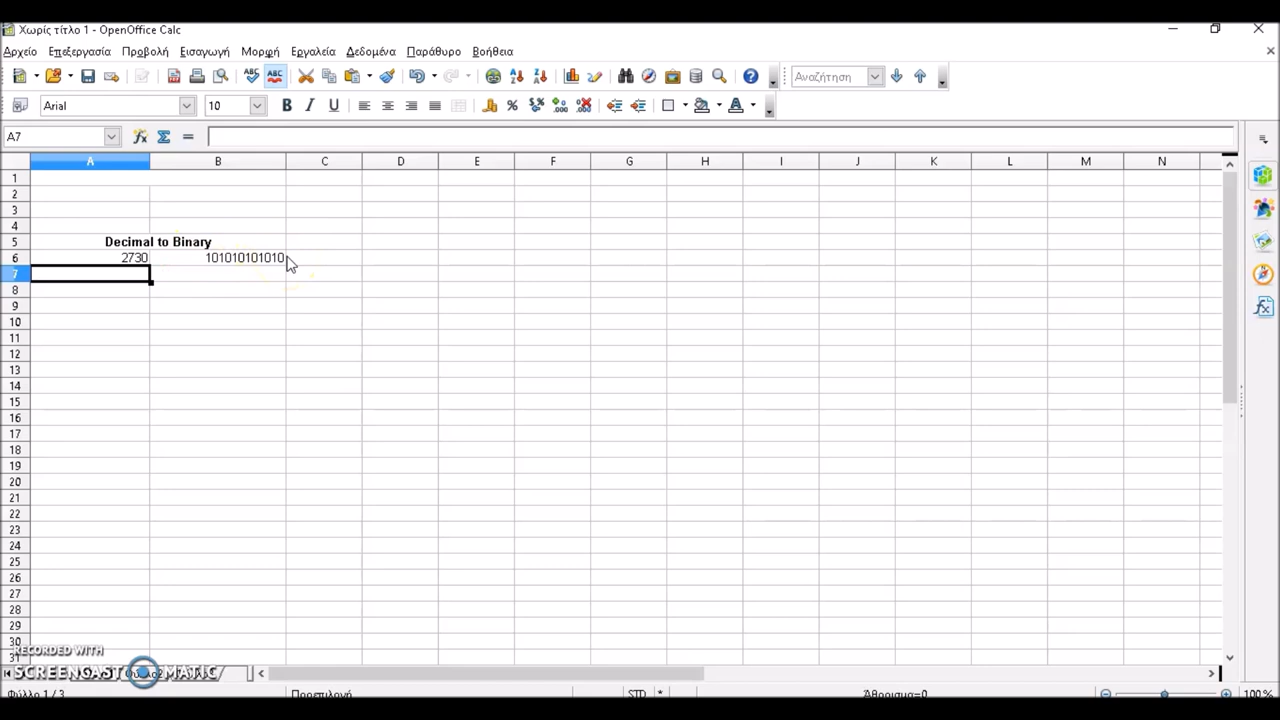 Χωρίς τίτλο 1 - OpenOffice Calc
Αρχείο Επεξεργασία Προβολή Εισαγωγή Μορφή Εργαλεία Δεδομένα Παράθυρο Βοήθεια
ABC ABC Αναζήτηση
Arial 10 B I U
A7
A B C D E F G H I J K L M N
1
2
3
4
5 Decimal to Binary
6 2730 101010101010
7
8
9
10
11
12
13
14
15
16
17
18
19
20
21
22
23
24
25
26
27
28
29
30
31
RECORDED WITH
SCREENCAST MATIC
Φύλλο 1 / 3 Προεπιλογή STD * Άθροισμα=0 100%